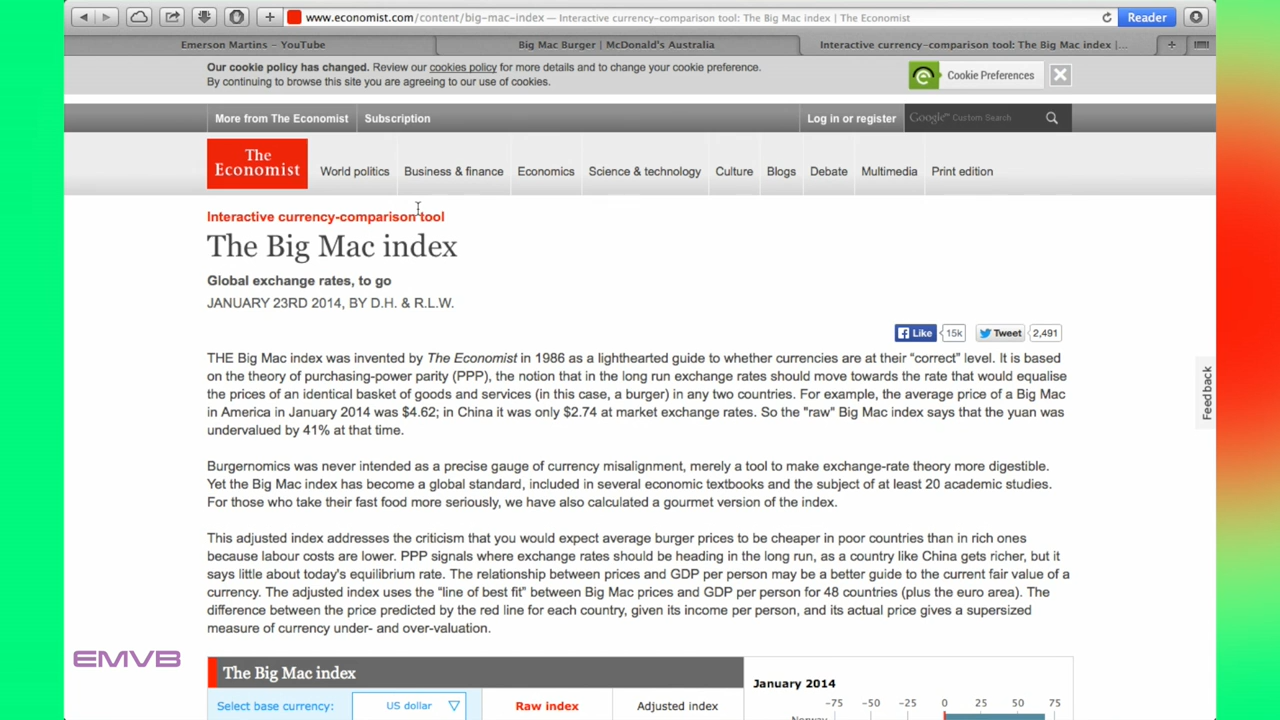 www.economist.com/content/big-mac-index — Interactive currency-comparison tool: The Big Mac index | The Economist
Reader
Emerson Martins – YouTube
Big Mac Burger | McDonald's Australia
Interactive currency-comparison tool: The Big Mac index |...
Our cookie policy has changed. Review our cookies policy for more details and to change your cookie preference.
By continuing to browse this site you are agreeing to our use of cookies.
Cookie Preferences
More from The Economist
Subscription
Log in or register
Google™ Custom Search
The
Economist
World politics
Business & finance
Economics
Science & technology
Culture
Blogs
Debate
Multimedia
Print edition
Interactive currency-comparison tool
The Big Mac index
Global exchange rates, to go
JANUARY 23RD 2014, BY D.H. & R.L.W.
Like 15k
Tweet 2,491
THE Big Mac index was invented by The Economist in 1986 as a lighthearted guide to whether currencies are at their “correct” level. It is based
on the theory of purchasing-power parity (PPP), the notion that in the long run exchange rates should move towards the rate that would equalise
the prices of an identical basket of goods and services (in this case, a burger) in any two countries. For example, the average price of a Big Mac
in America in January 2014 was $4.62; in China it was only $2.74 at market exchange rates. So the "raw" Big Mac index says that the yuan was
undervalued by 41% at that time.
Burgernomics was never intended as a precise gauge of currency misalignment, merely a tool to make exchange-rate theory more digestible.
Yet the Big Mac index has become a global standard, included in several economic textbooks and the subject of at least 20 academic studies.
For those who take their fast food more seriously, we have also calculated a gourmet version of the index.
This adjusted index addresses the criticism that you would expect average burger prices to be cheaper in poor countries than in rich ones
because labour costs are lower. PPP signals where exchange rates should be heading in the long run, as a country like China gets richer, but it
says little about today's equilibrium rate. The relationship between prices and GDP per person may be a better guide to the current fair value of a
currency. The adjusted index uses the “line of best fit” between Big Mac prices and GDP per person for 48 countries (plus the euro area). The
difference between the price predicted by the red line for each country, given its income per person, and its actual price gives a supersized
measure of currency under- and over-valuation.
Feedback
EMVB
The Big Mac index
Select base currency:
US dollar
Raw index
Adjusted index
January 2014
−75 −50 −25 0 25 50 75
Norway